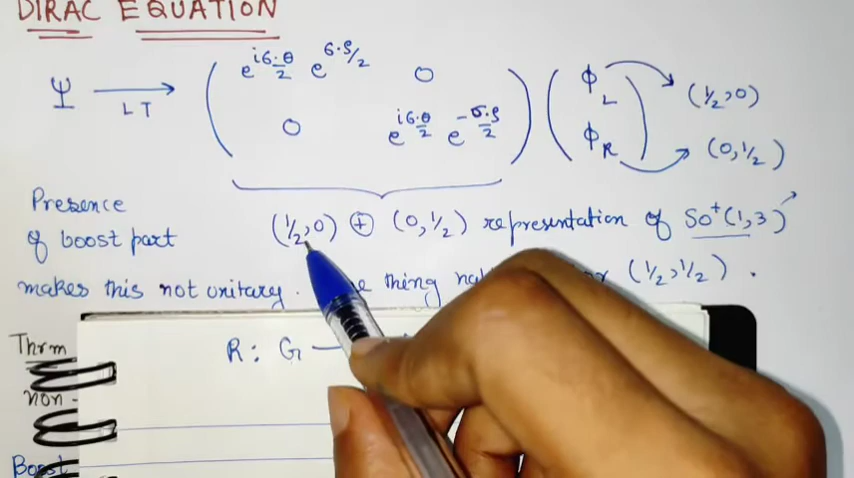 DIRAC EQUATION
Ψ ⟶ LT ( e^{iσ·θ/2} e^{σ·ρ/2} 0 ) ( ϕ_L ) → (1/2,0)
( 0 e^{iσ·θ/2} e^{-σ·ρ/2} ) ( ϕ_R ) → (0,1/2)
Presence (1/2,0) ⊕ (0,1/2) representation of SO⁺(1,3)
of boost part
makes this not unitary. thing (1/2,1/2).
Thrm R: G —
non-
Boost